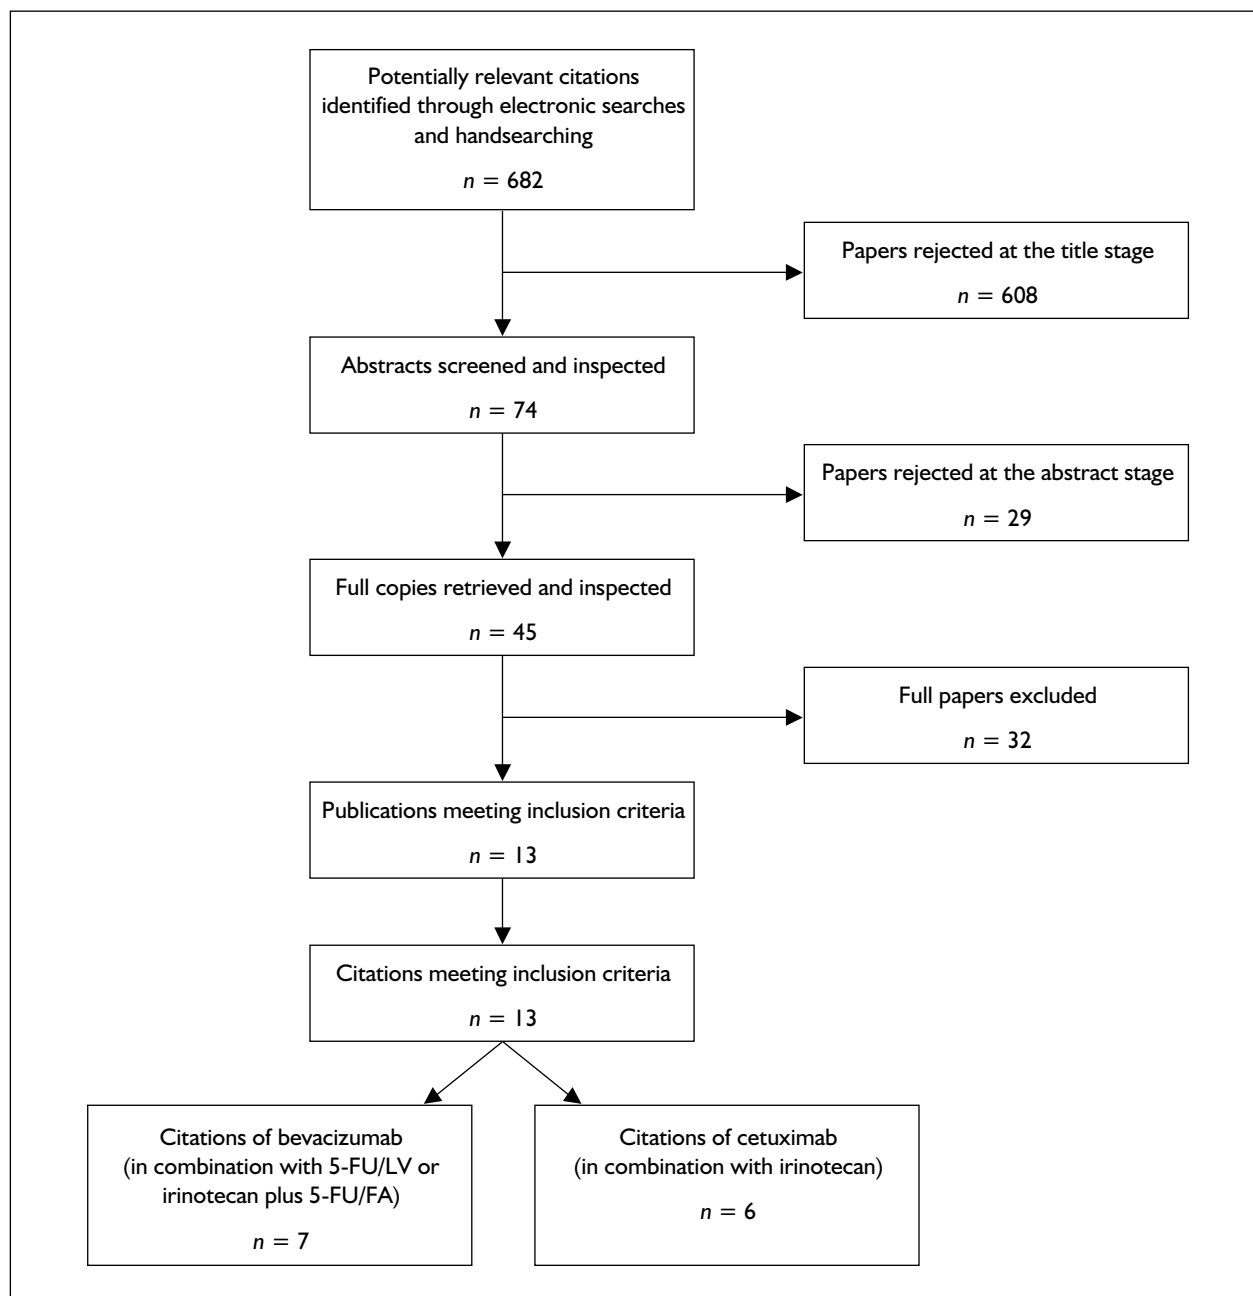 Potentially relevant citations
identified through electronic searches
and handsearching
n = 682
Papers rejected at the title stage
n = 608
Abstracts screened and inspected
n = 74
Papers rejected at the abstract stage
n = 29
Full copies retrieved and inspected
n = 45
Full papers excluded
n = 32
Publications meeting inclusion criteria
n = 13
Citations meeting inclusion criteria
n = 13
Citations of bevacizumab
(in combination with 5-FU/LV or
irinotecan plus 5-FU/FA)
n = 7
Citations of cetuximab
(in combination with irinotecan)
n = 6